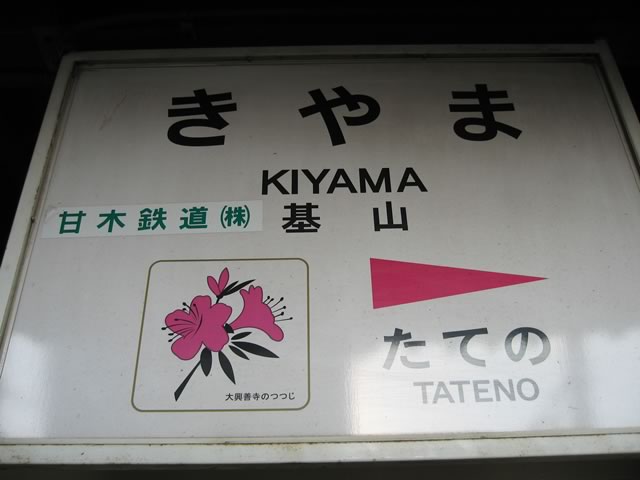 きやま
KIYAMA
甘木鉄道(株) 基山
たての
TATENO
大興善寺のつつじ